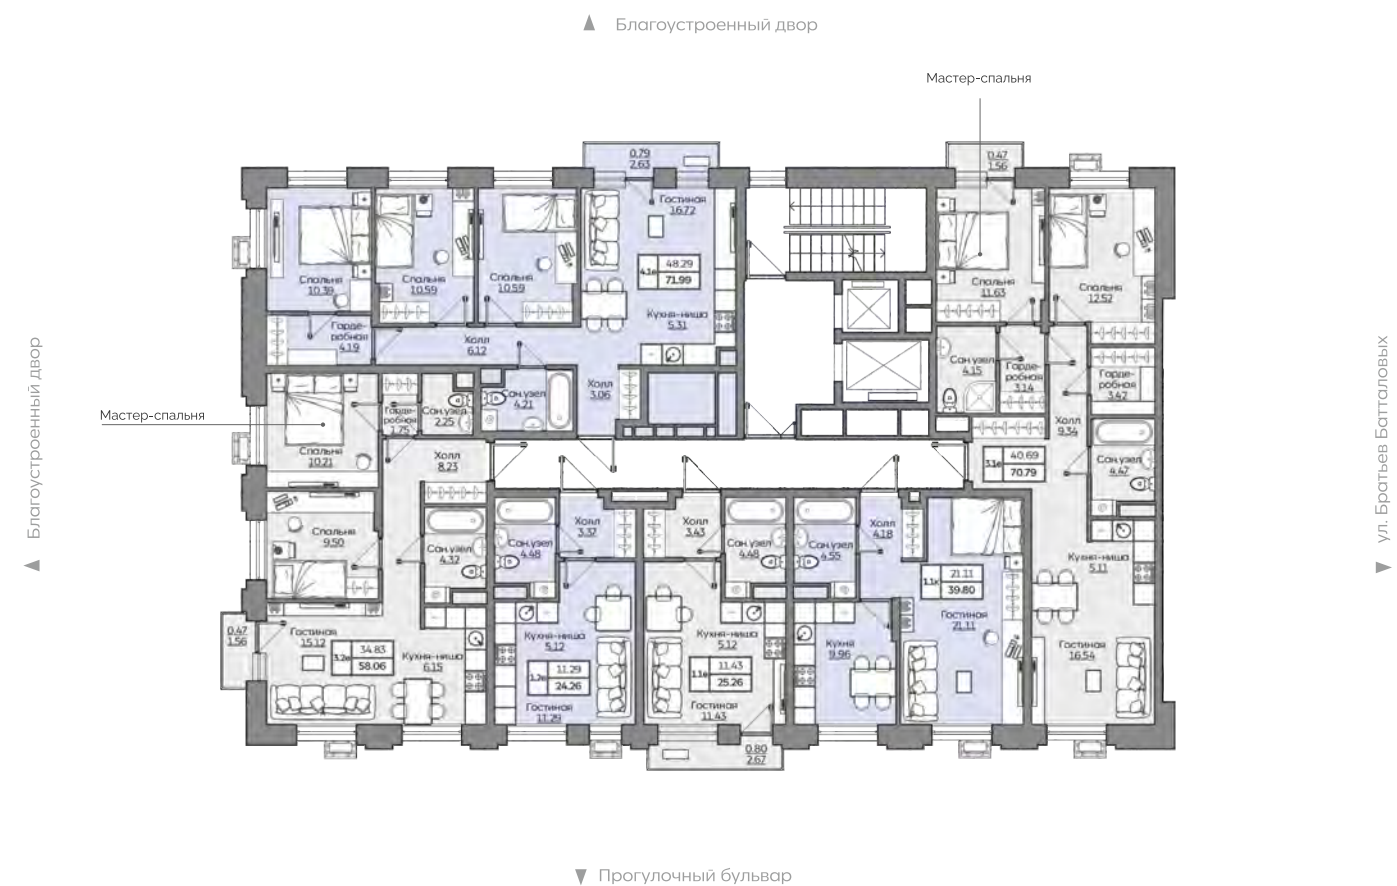 Благоустроенный двор
Мастер-спальня
0.79
2.63
0.47
1.56
Гостиная
16.72
Спальня
10.39
Спальня
10.59
Спальня
10.59
4.1е
48.29
71.99
Кухня-ниша
5.31
Спальня
11.63
Спальня
12.52
Гарде-
робная
4.19
Холл
6.12
Холл
3.06
Сан.узел
4.15
Гарде-
робная
3.14
Гарде-
робная
3.42
Благоустроенный двор
Мастер-спальня
Гарде-
робная
1.75
Сан.узел
2.25
Сан.узел
4.21
Холл
9.34
Спальня
10.21
Холл
8.23
3.1е
40.69
70.79
Сан.узел
4.47
ул. Братьев Батталовых
Спальня
9.50
Сан.узел
4.32
Сан.узел
4.48
Холл
3.37
Холл
3.43
Сан.узел
4.48
Сан.узел
4.55
Холл
4.18
Кухня-ниша
5.11
1.1к
21.11
39.80
0.47
1.56
Гостиная
15.12
3.2е
34.83
58.06
Кухня-ниша
6.15
Кухня-ниша
5.12
1.2е
11.29
24.26
Гостиная
11.29
Кухня-ниша
5.12
1.1е
11.43
25.26
Гостиная
11.43
Кухня
9.96
Гостиная
21.11
Гостиная
16.54
0.80
2.67
Прогулочный бульвар